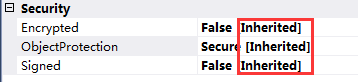 Security
Encrypted False [Inherited]
ObjectProtection Secure [Inherited]
Signed False [Inherited]